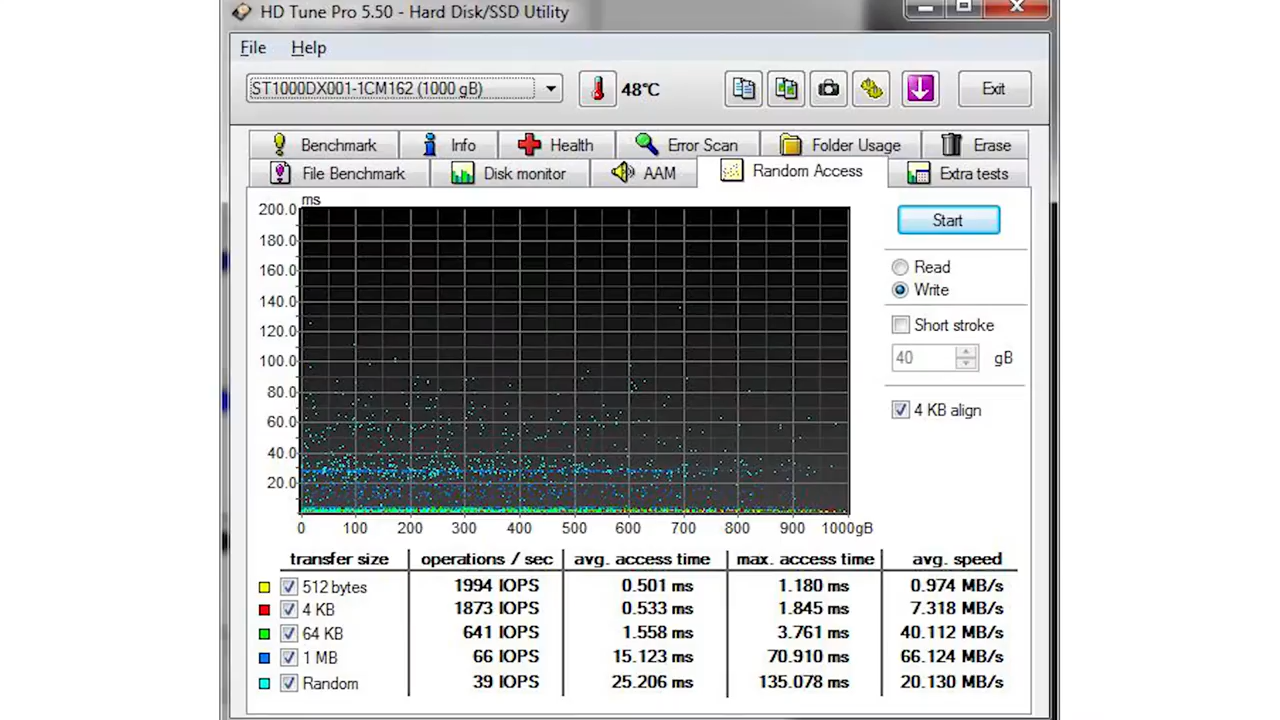 HD Tune Pro 5.50 - Hard Disk/SSD Utility
File Help
ST1000DX001-1CM162 (1000 gB) 48°C Exit
Benchmark Info Health Error Scan Folder Usage Erase
File Benchmark Disk monitor AAM Random Access Extra tests
ms
200.0
180.0
160.0
140.0
120.0
100.0
80.0
60.0
40.0
20.0
0 100 200 300 400 500 600 700 800 900 1000gB
Start
Read
Write
Short stroke
40 gB
4 KB align
transfer size operations / sec avg. access time max. access time avg. speed
512 bytes 1994 IOPS 0.501 ms 1.180 ms 0.974 MB/s
4 KB 1873 IOPS 0.533 ms 1.845 ms 7.318 MB/s
64 KB 641 IOPS 1.558 ms 3.761 ms 40.112 MB/s
1 MB 66 IOPS 15.123 ms 70.910 ms 66.124 MB/s
Random 39 IOPS 25.206 ms 135.078 ms 20.130 MB/s